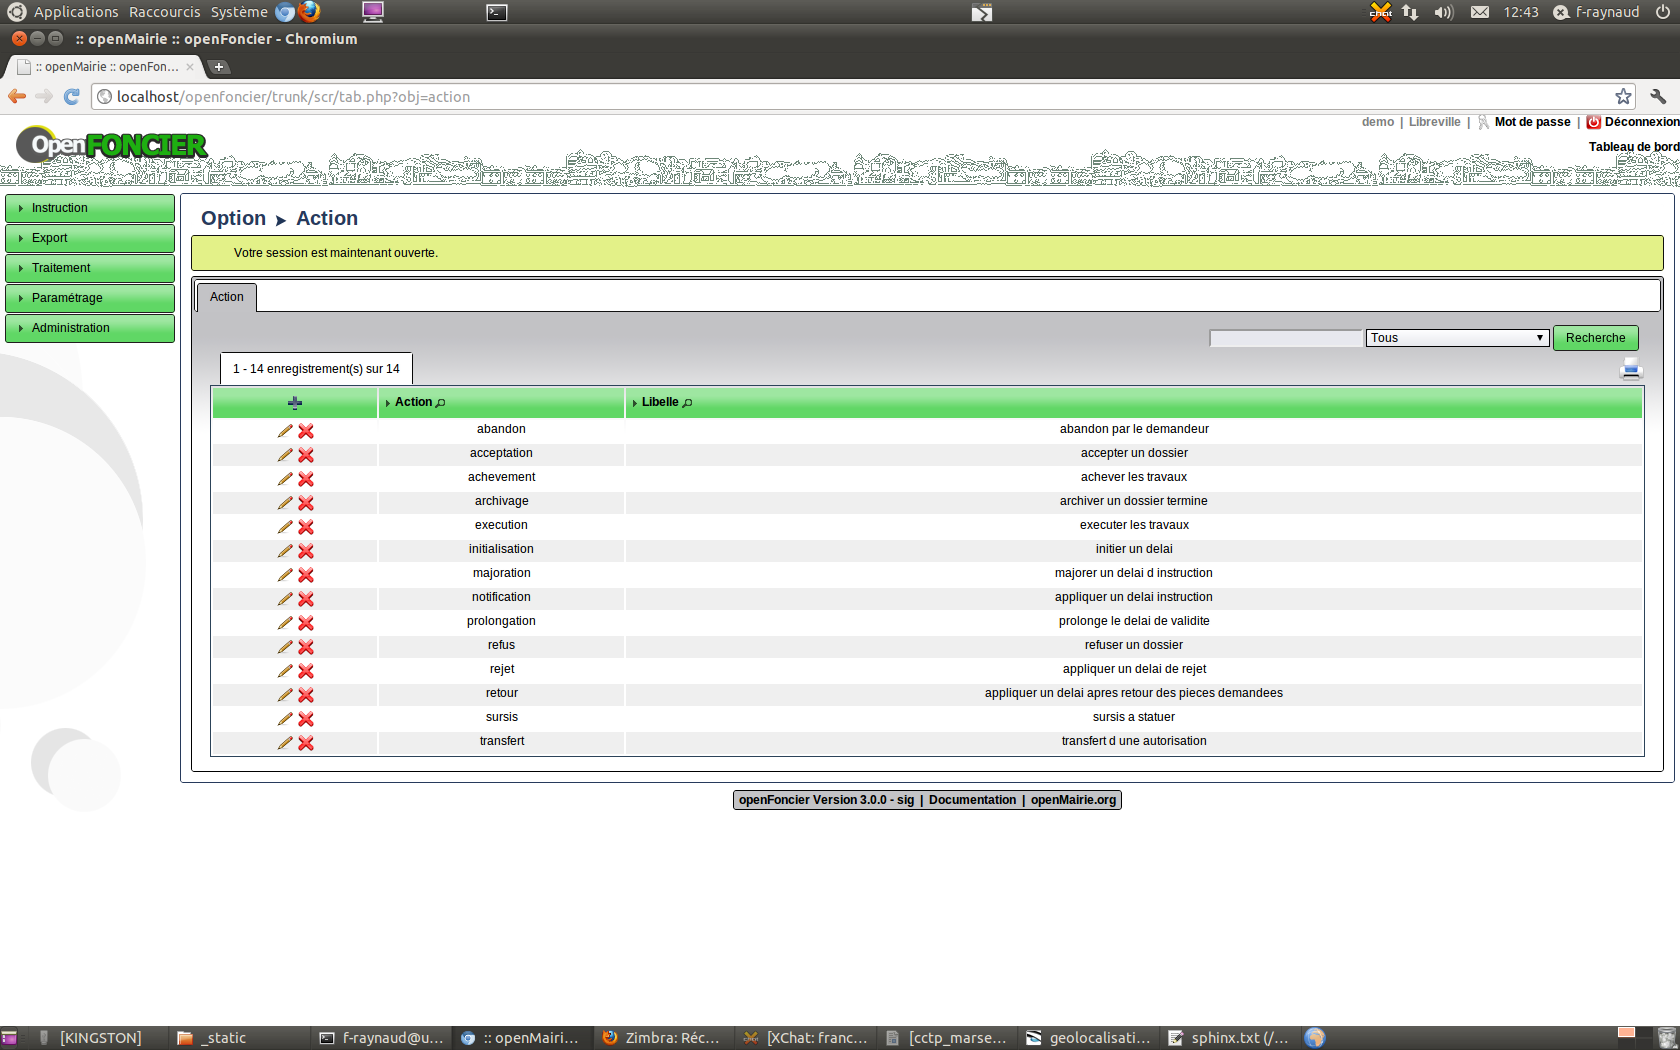 Applications Raccourcis Système 12:43 f-raynaud
:: openMairie :: openFoncier - Chromium
:: openMairie :: openFon...
localhost/openfoncier/trunk/scr/tab.php?obj=action
demo | Libreville | Mot de passe | Déconnexion
OpenFONCIER
Tableau de bord
Instruction
Export
Traitement
Paramétrage
Administration
Option Action
Votre session est maintenant ouverte.
Action
Tous Recherche
1 - 14 enregistrement(s) sur 14
Action Libelle
abandon abandon par le demandeur
acceptation accepter un dossier
achevement achever les travaux
archivage archiver un dossier termine
execution executer les travaux
initialisation initier un delai
majoration majorer un delai d instruction
notification appliquer un delai instruction
prolongation prolonge le delai de validite
refus refuser un dossier
rejet appliquer un delai de rejet
retour appliquer un delai apres retour des pieces demandees
sursis sursis a statuer
transfert transfert d une autorisation
openFoncier Version 3.0.0 - sig | Documentation | openMairie.org
[KINGSTON] _static f-raynaud@u... :: openMairi... Zimbra: Réc... [XChat: franc... [cctp_marse... geolocalisati... sphinx.txt (/...